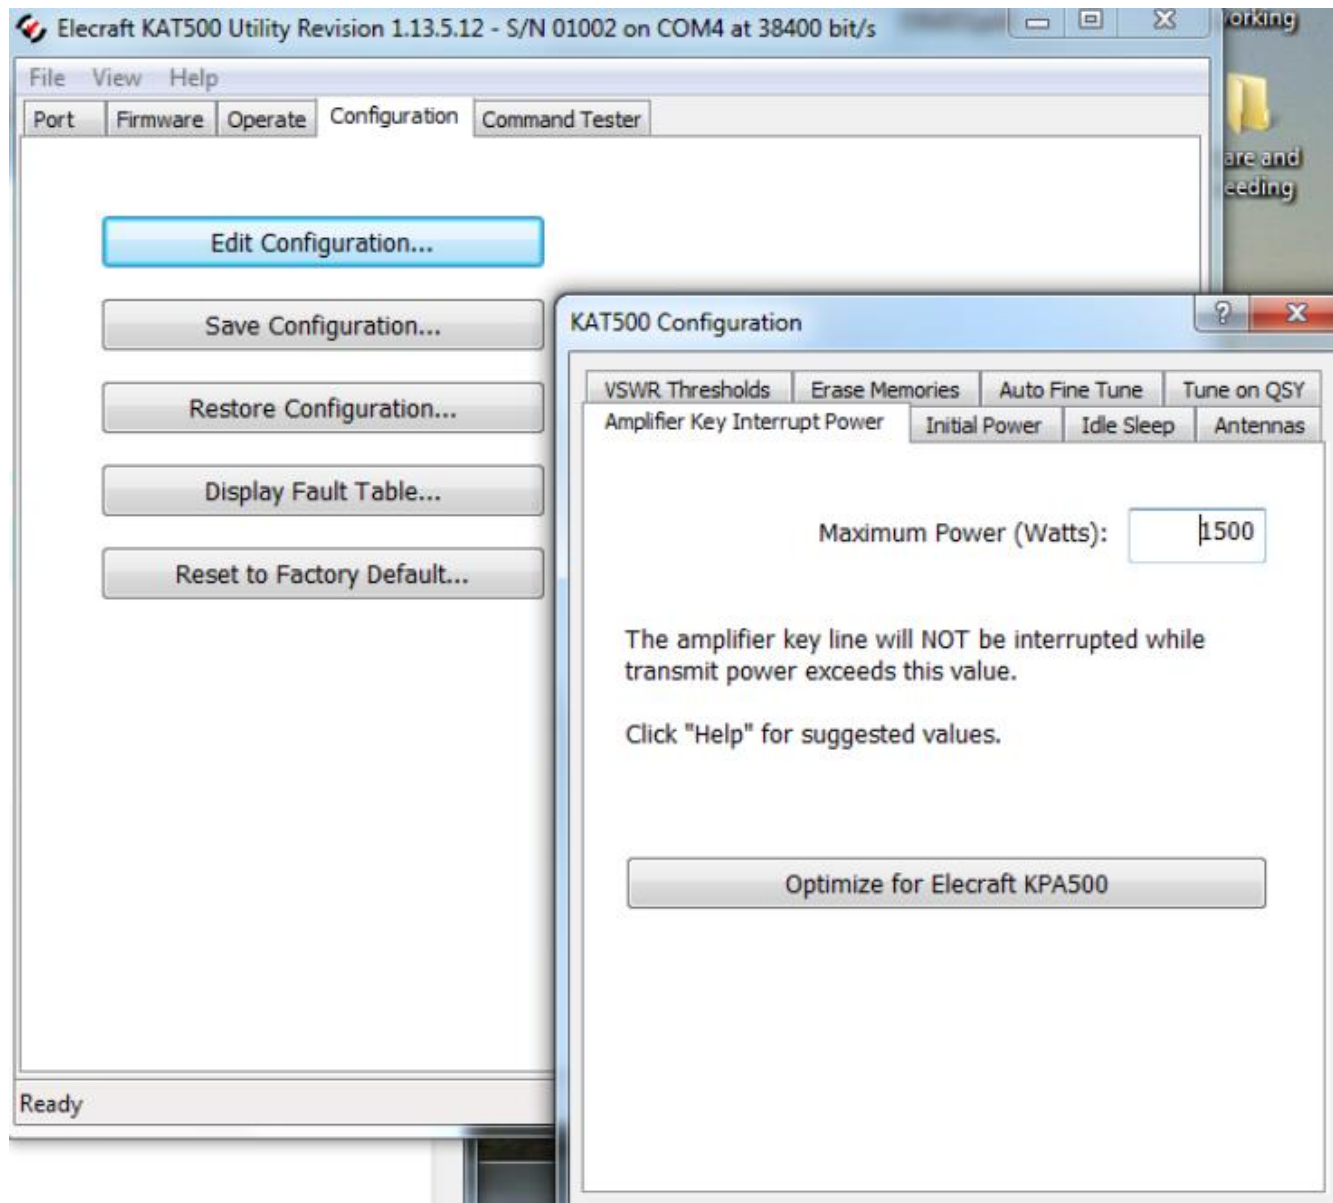 Elecraft KAT500 Utility Revision 1.13.5.12 - S/N 01002 on COM4 at 38400 bit/s
File View Help
Port Firmware Operate Configuration Command Tester
Edit Configuration...
Save Configuration...
Restore Configuration...
Display Fault Table...
Reset to Factory Default...
Ready
KAT500 Configuration
VSWR Thresholds Erase Memories Auto Fine Tune Tune on QSY
Amplifier Key Interrupt Power Initial Power Idle Sleep Antennas
Maximum Power (Watts): 1500
The amplifier key line will NOT be interrupted while
transmit power exceeds this value.
Click "Help" for suggested values.
Optimize for Elecraft KPA500
orking
are and
eeding